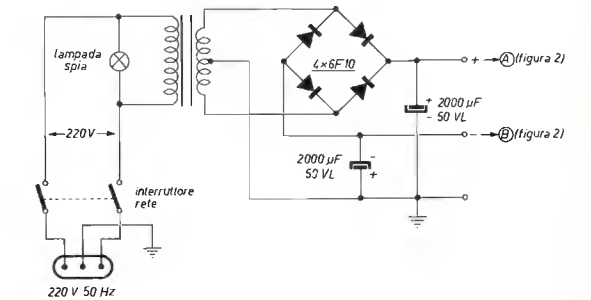 lampada
spia
220V
interruttore
rete
220 V 50 Hz
4×6F10
+ A (figura 2)
+ 2000 µF
- 50 VL
- B (figura 2)
2000 µF -
50 VL +